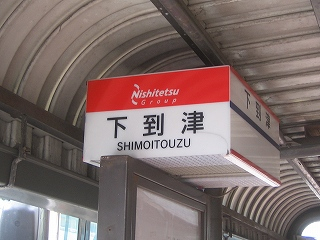 Nishitetsu
Group
下到津
SHIMOITOUZU
下到津